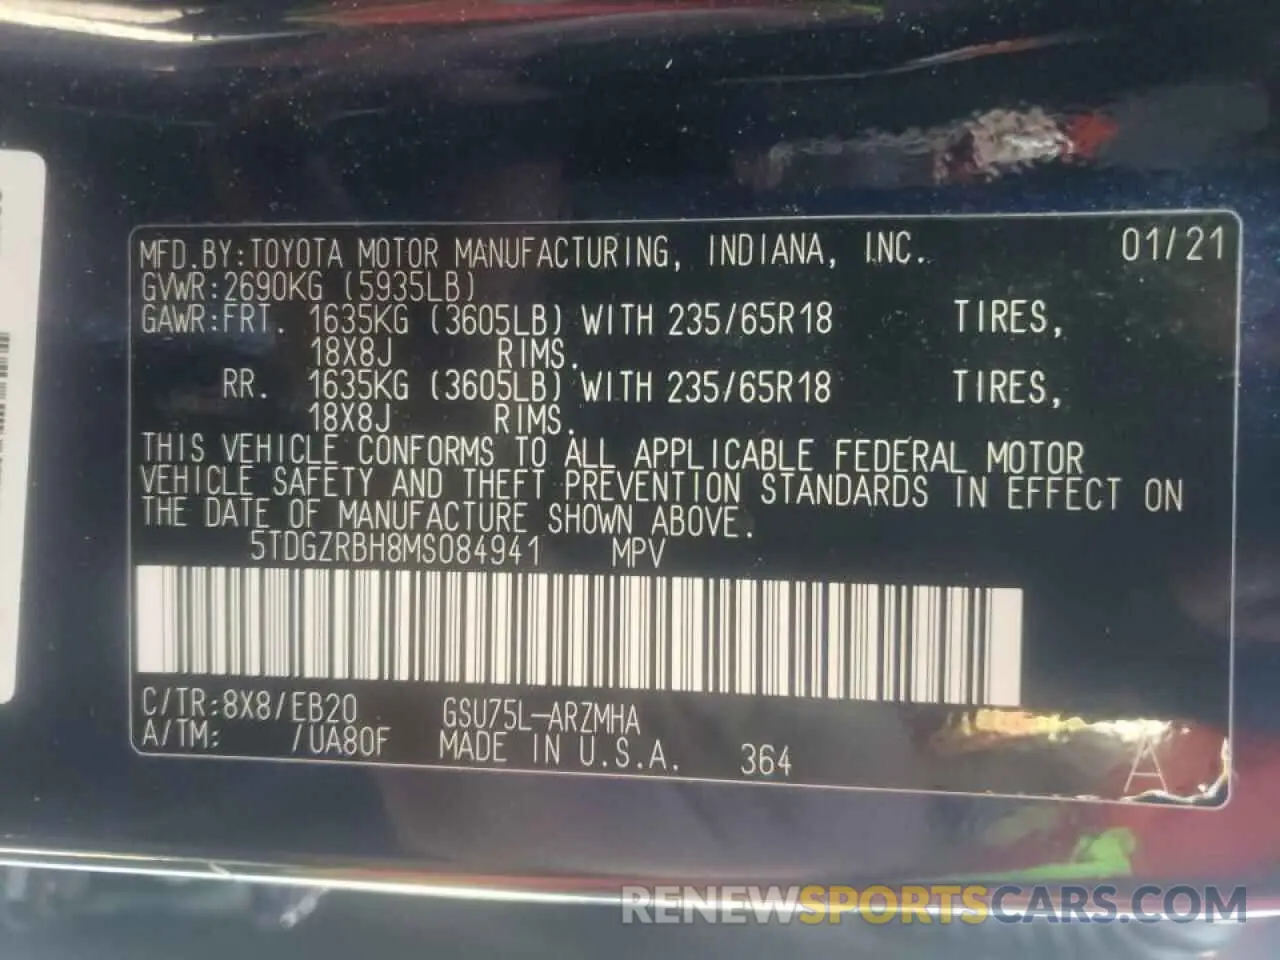 MFD.BY:TOYOTA MOTOR MANUFACTURING, INDIANA, INC. 01/21
GVWR:2690KG (5935LB)
GAWR:FRT. 1635KG (3605LB) WITH 235/65R18 TIRES,
18X8J RIMS.
RR. 1635KG (3605LB) WITH 235/65R18 TIRES,
18X8J RIMS.
THIS VEHICLE CONFORMS TO ALL APPLICABLE FEDERAL MOTOR
VEHICLE SAFETY AND THEFT PREVENTION STANDARDS IN EFFECT ON
THE DATE OF MANUFACTURE SHOWN ABOVE.
5TDGZRBH8MS084941 MPV
C/TR:8X8/EB20 GSU75L-ARZMHA
A/TM: /UA80F MADE IN U.S.A. 364
A
RENEWSPORTSCARS.COM